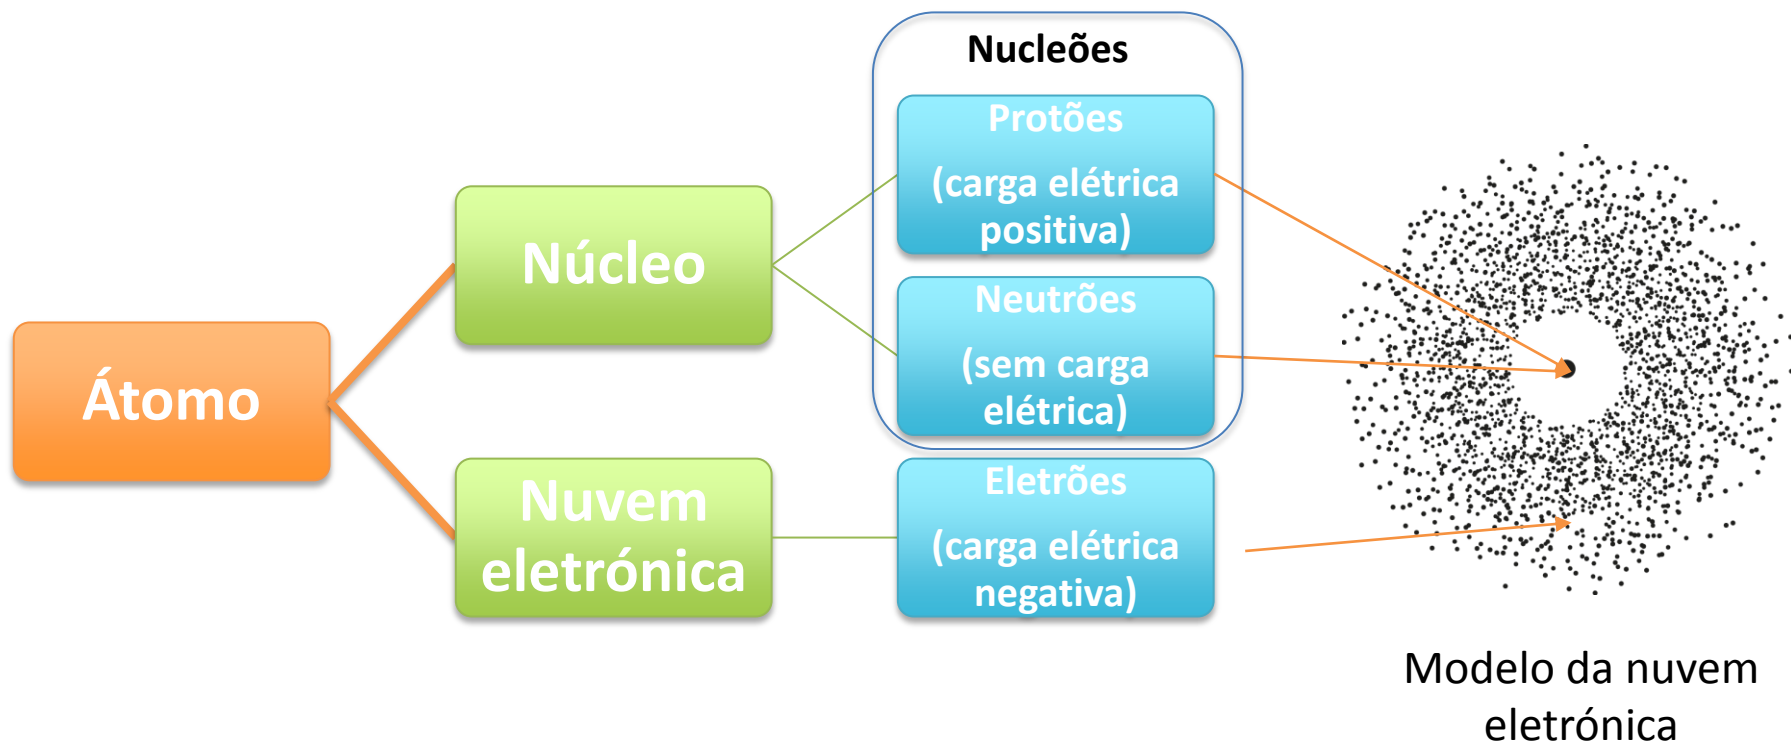 Átomo
Núcleo
Nuvem
eletrónica
Nucleões
Protões
(carga elétrica
positiva)
Neutrões
(sem carga
elétrica)
Eletrões
(carga elétrica
negativa)
Modelo da nuvem
eletrónica